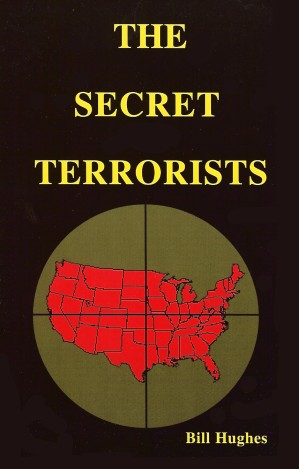 THE
SECRET
TERRORISTS
Bill Hughes